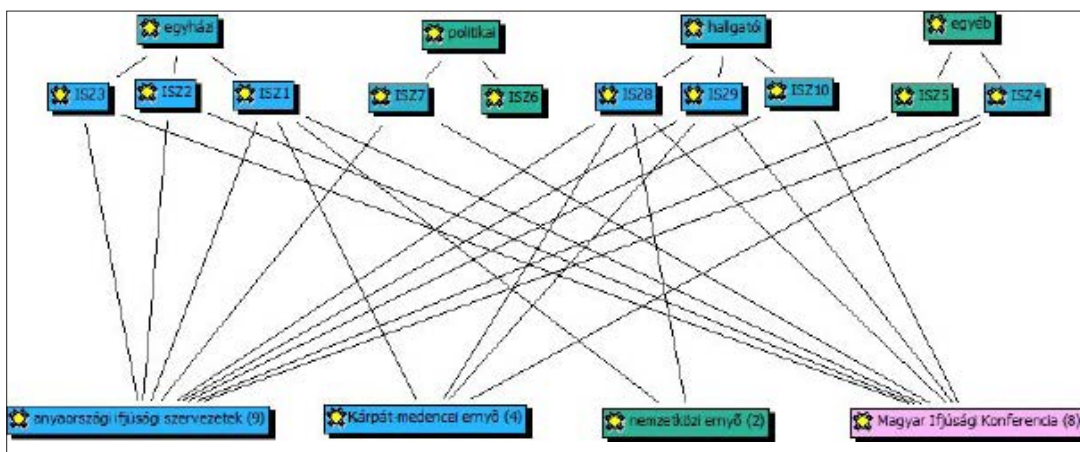 egyházi
politikai
hallgatói
egyéb
ISZ3
ISZ2
ISZ1
ISZ7
ISZ6
ISZ8
ISZ9
ISZ10
ISZ5
ISZ4
anyaországi ifjúsági szervezetek (9)
Kárpát-medencei ernyő (4)
nemzetközi ernyő (2)
Magyar Ifjúsági Konferencia (8)